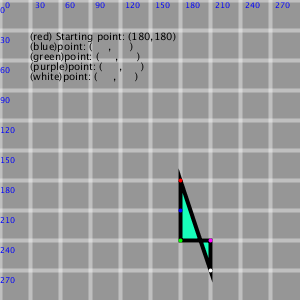 0 30 60 90 120 150 180 210 240 270
0
30
60
90
120
150
180
210
240
270
(red) Starting point: (180,180)
(blue)point: ( , )
(green)point: ( , )
(purple)point: ( , )
(white)point: ( , )